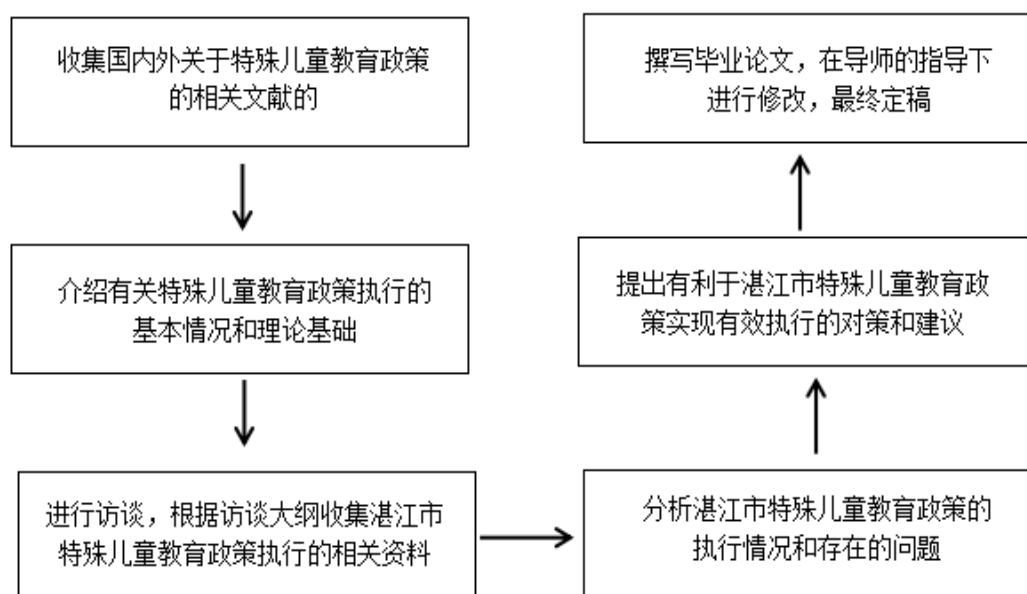 收集国内外关于特殊儿童教育政策
的相关文献的
介绍有关特殊儿童教育政策执行的
基本情况和理论基础
进行访谈，根据访谈大纲收集湛江市
特殊儿童教育政策执行的相关资料
分析湛江市特殊儿童教育政策的
执行情况和存在的问题
提出有利于湛江市特殊儿童教育政
策实现有效执行的对策和建议
撰写毕业论文，在导师的指导下
进行修改，最终定稿